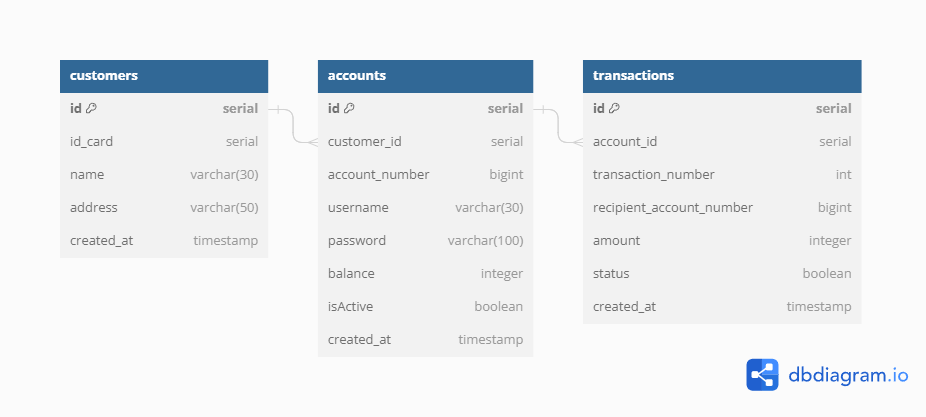 customers
id serial
id_card serial
name varchar(30)
address varchar(50)
created_at timestamp
accounts
id serial
customer_id serial
account_number bigint
username varchar(30)
password varchar(100)
balance integer
isActive boolean
created_at timestamp
transactions
id serial
account_id serial
transaction_number int
recipient_account_number bigint
amount integer
status boolean
created_at timestamp
dbdiagram.io